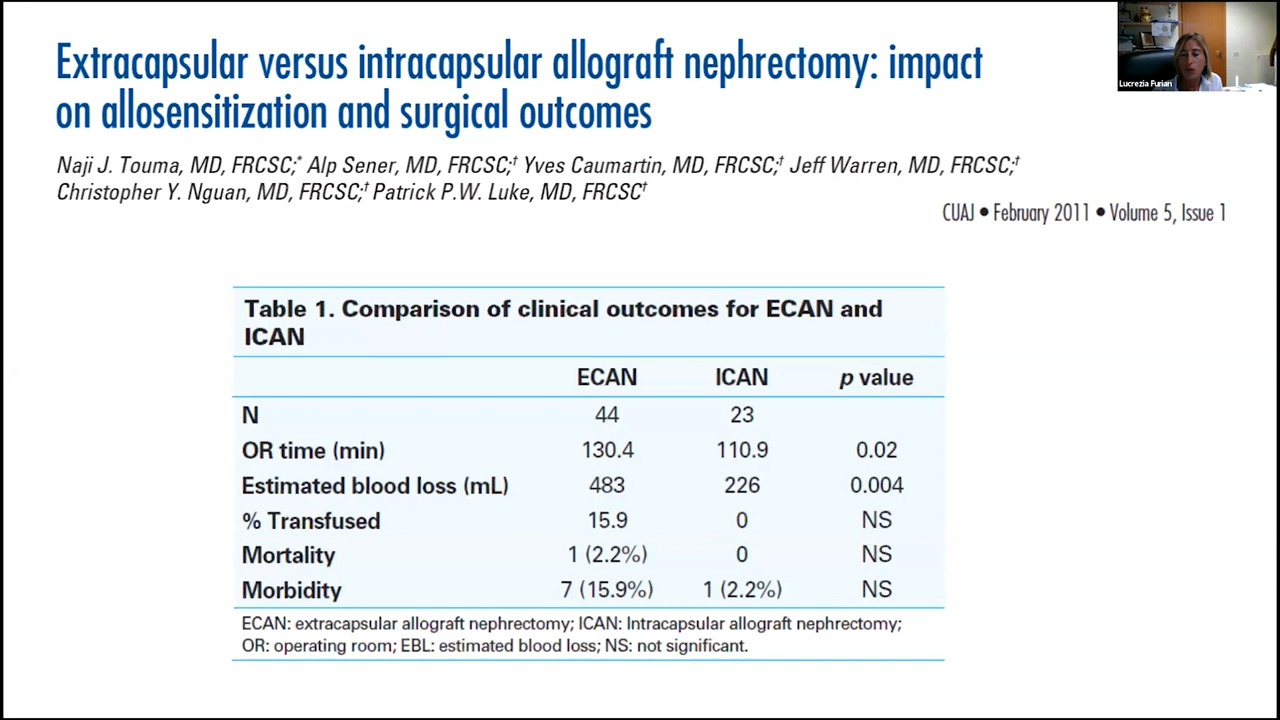 Extracapsular versus intracapsular allograft nephrectomy: impact
on allosensitization and surgical outcomes
Lucrezia Furian
Naji J. Touma, MD, FRCSC;* Alp Sener, MD, FRCSC;† Yves Caumartin, MD, FRCSC;† Jeff Warren, MD, FRCSC;†
Christopher Y. Nguan, MD, FRCSC;† Patrick P.W. Luke, MD, FRCSC†
CUAJ • February 2011 • Volume 5, Issue 1
Table 1. Comparison of clinical outcomes for ECAN and
ICAN
ECAN ICAN p value
N 44 23
OR time (min) 130.4 110.9 0.02
Estimated blood loss (mL) 483 226 0.004
% Transfused 15.9 0 NS
Mortality 1 (2.2%) 0 NS
Morbidity 7 (15.9%) 1 (2.2%) NS
ECAN: extracapsular allograft nephrectomy; ICAN: Intracapsular allograft nephrectomy;
OR: operating room; EBL: estimated blood loss; NS: not significant.